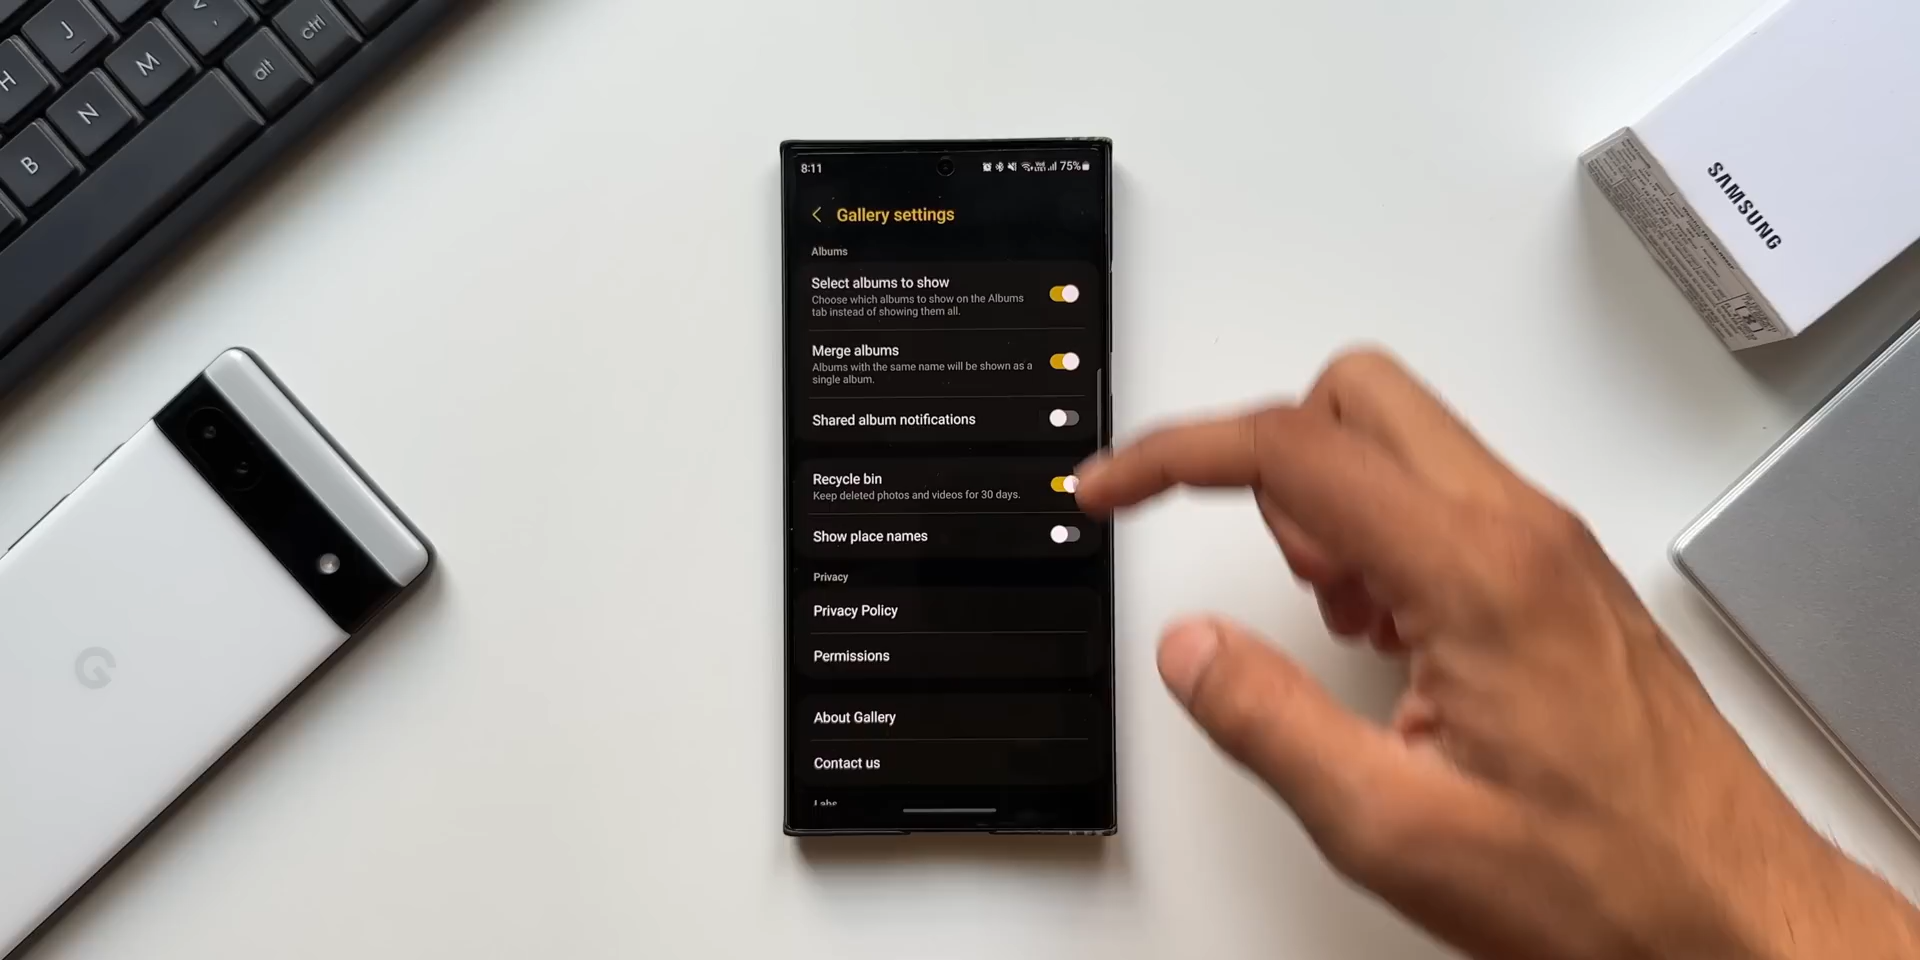 J
H
M
N
B
alt
ctrl
SAMSUNG
8:11
75%
Gallery settings
Albums
Select albums to show
Choose which albums to show on the Albums
tab instead of showing them all.
Merge albums
Albums with the same name will be shown as a
single album.
Shared album notifications
Recycle bin
Keep deleted photos and videos for 30 days.
Show place names
Privacy
Privacy Policy
Permissions
About Gallery
Contact us
Labs